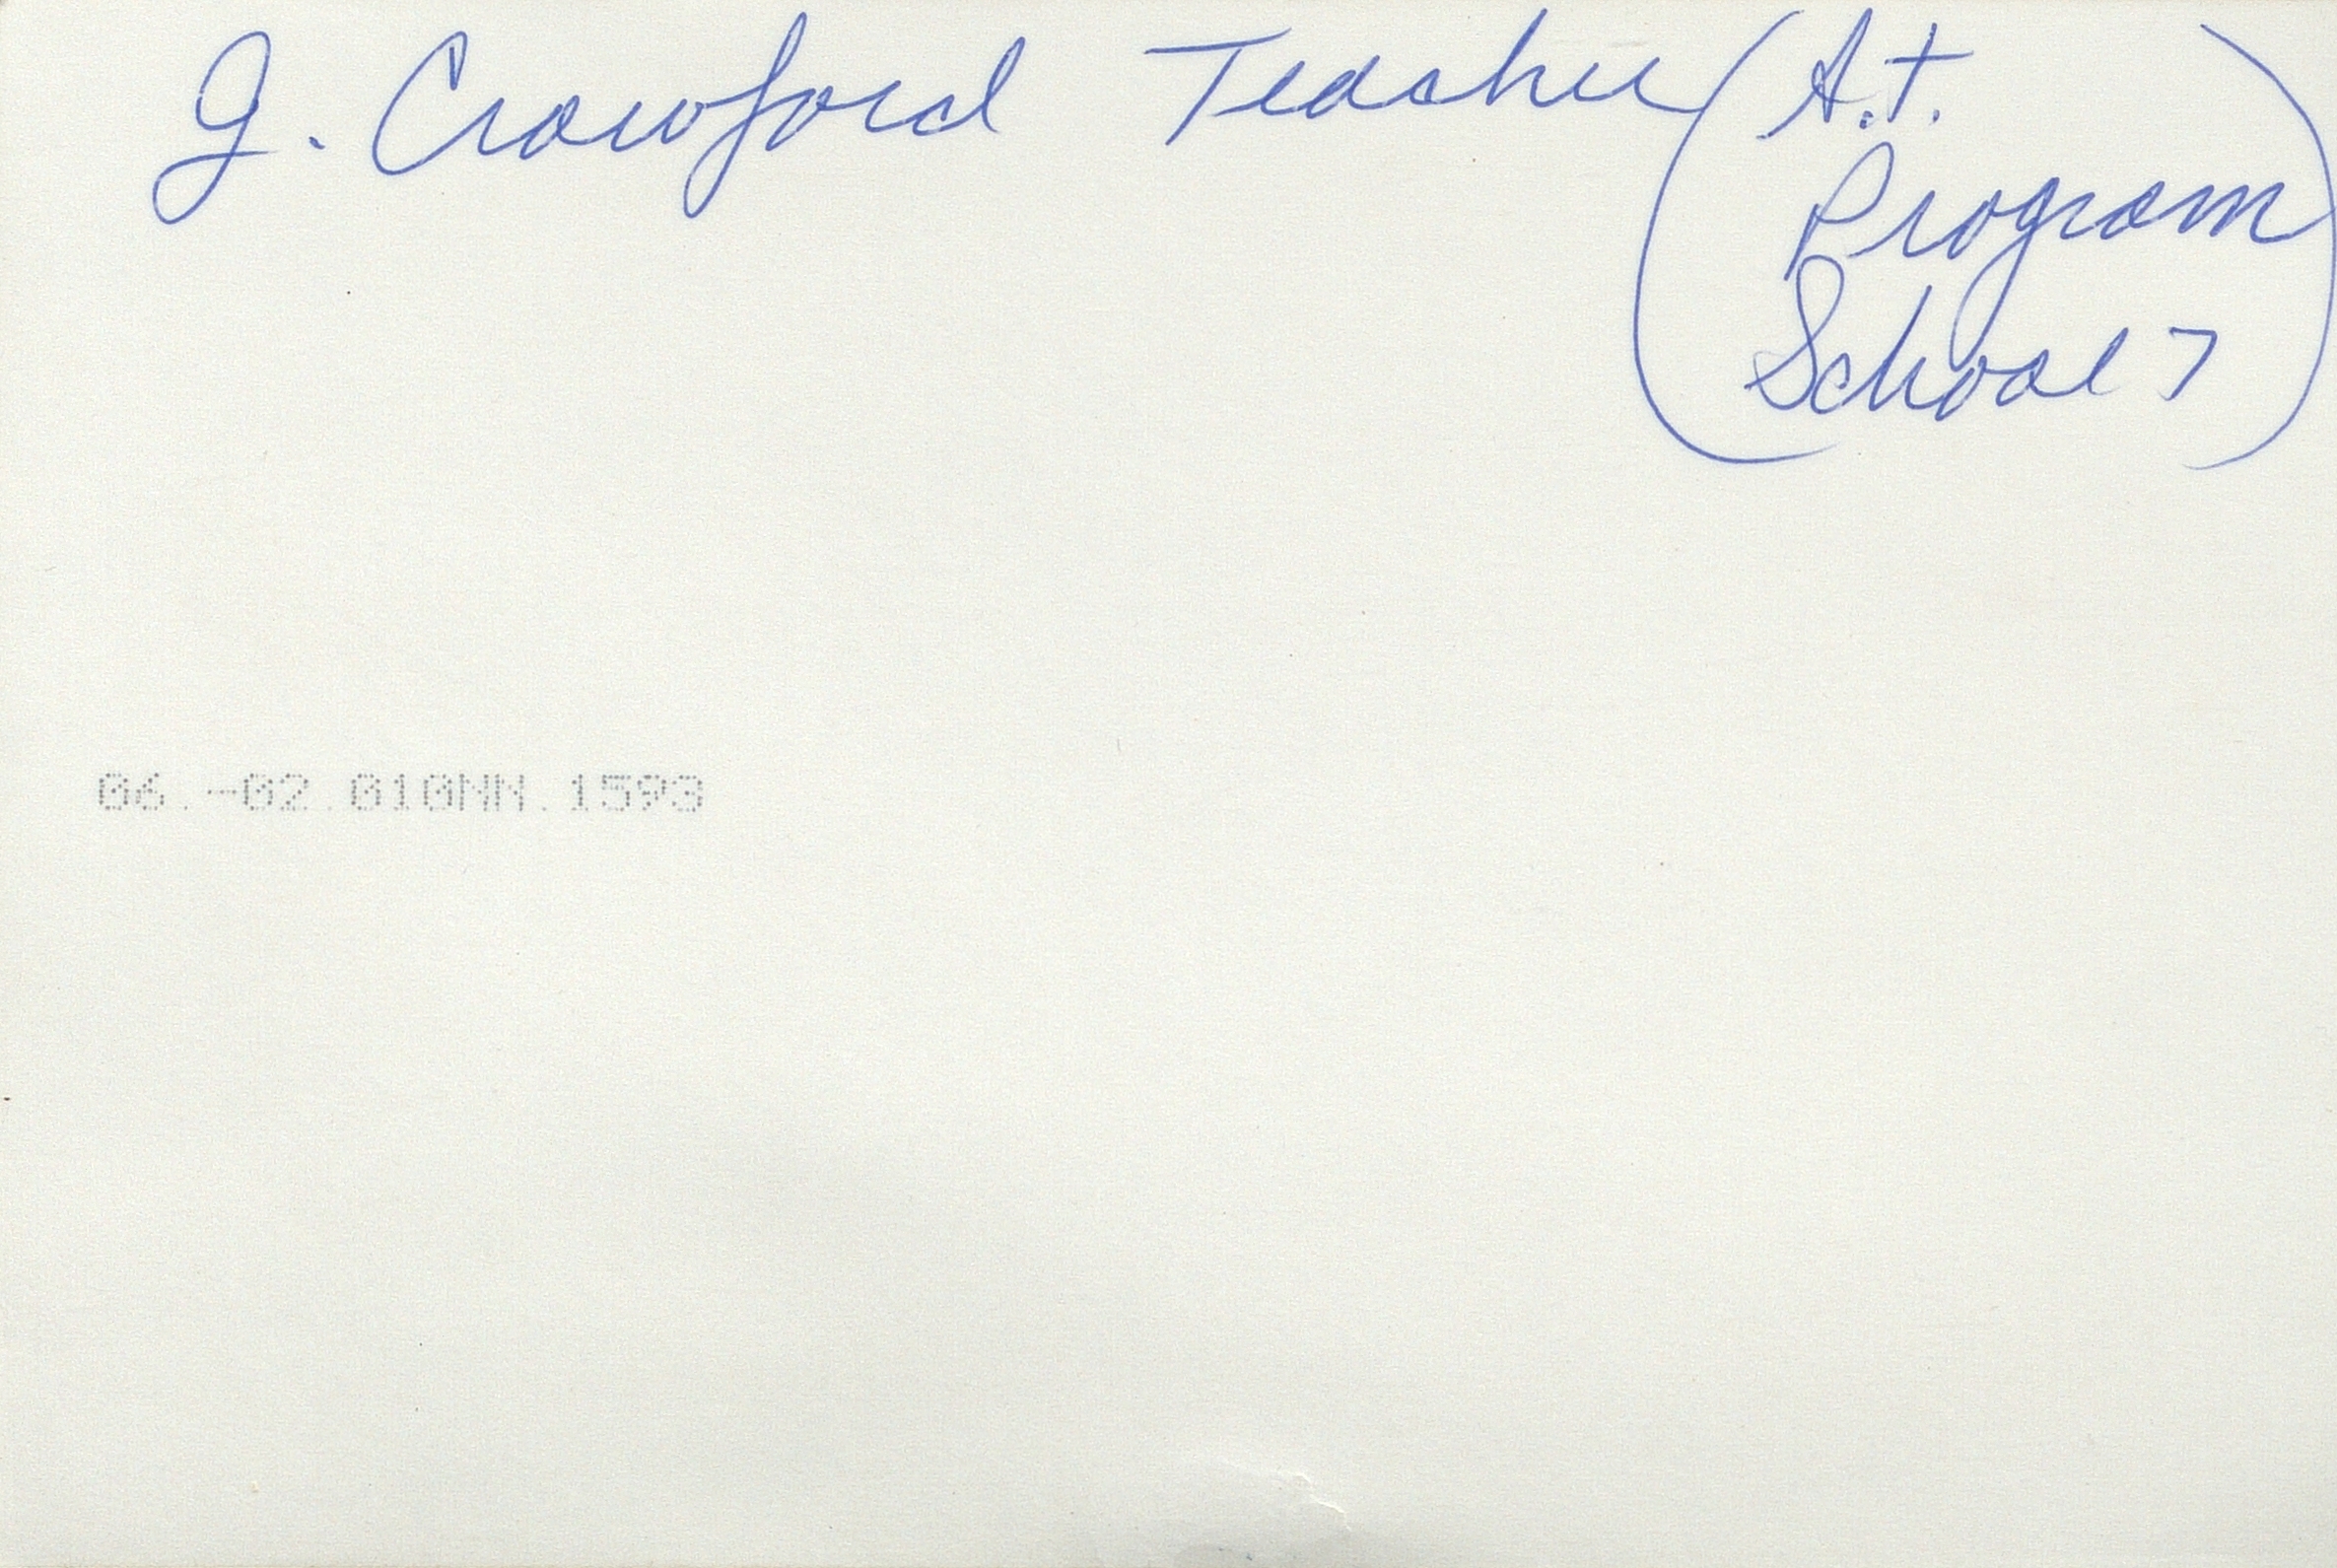 G. Crawford Teacher (A.t.
Program
School 7)
06.-02.010NN.1593